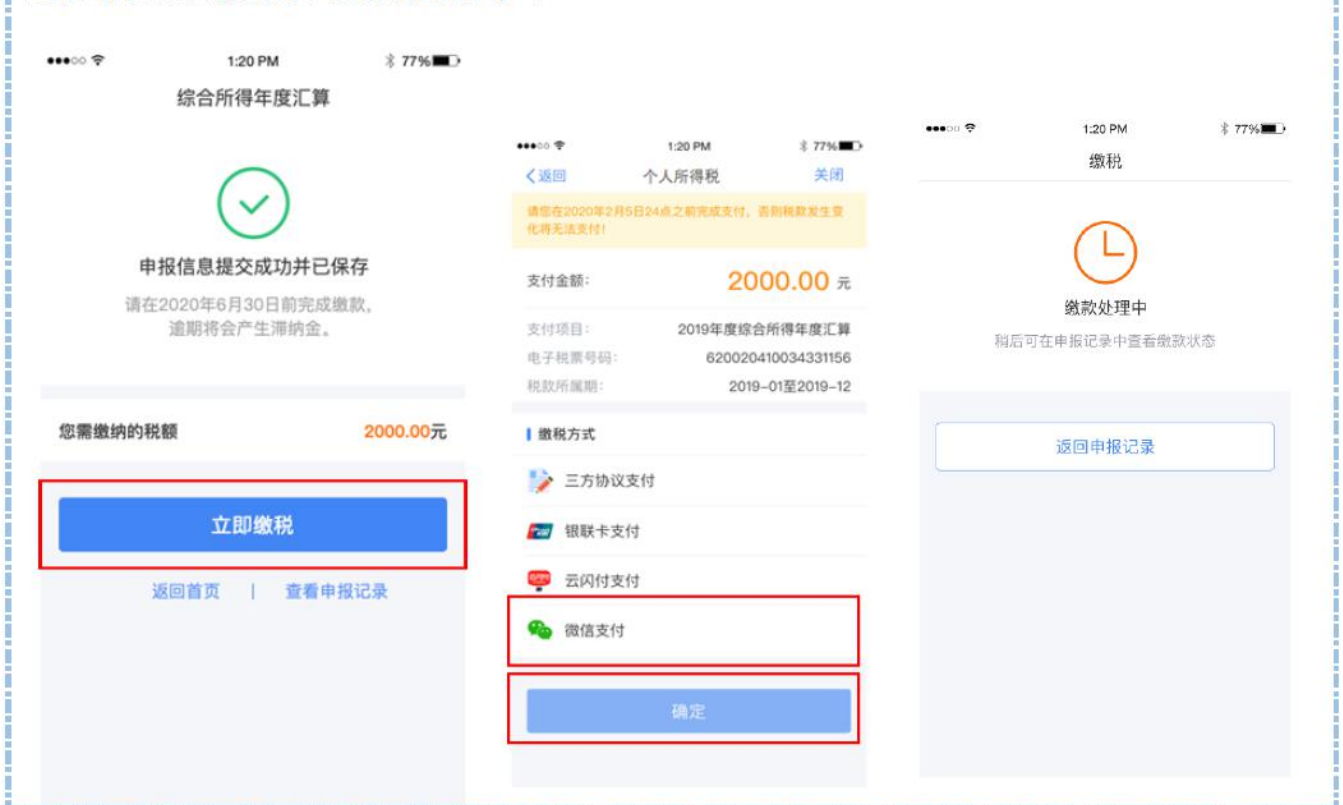 1:20 PM
77%
综合所得年度汇算
申报信息提交成功并已保存
请在2020年6月30日前完成缴款,
逾期将会产生滞纳金。
您需缴纳的税额
2000.00元
立即缴税
返回首页 | 查看申报记录
1:20 PM
77%
返回
个人所得税
关闭
请您在2020年2月5日24点之前完成支付，否则税款发生变
化将无法支付!
支付金额:
2000.00 元
支付项目:
2019年度综合所得年度汇算
电子税票号码:
620020410034331156
税款所属期:
2019-01至2019-12
缴税方式
三方协议支付
银联卡支付
云闪付支付
微信支付
确定
1:20 PM
77%
缴税
缴款处理中
稍后可在申报记录中查看缴款状态
返回申报记录